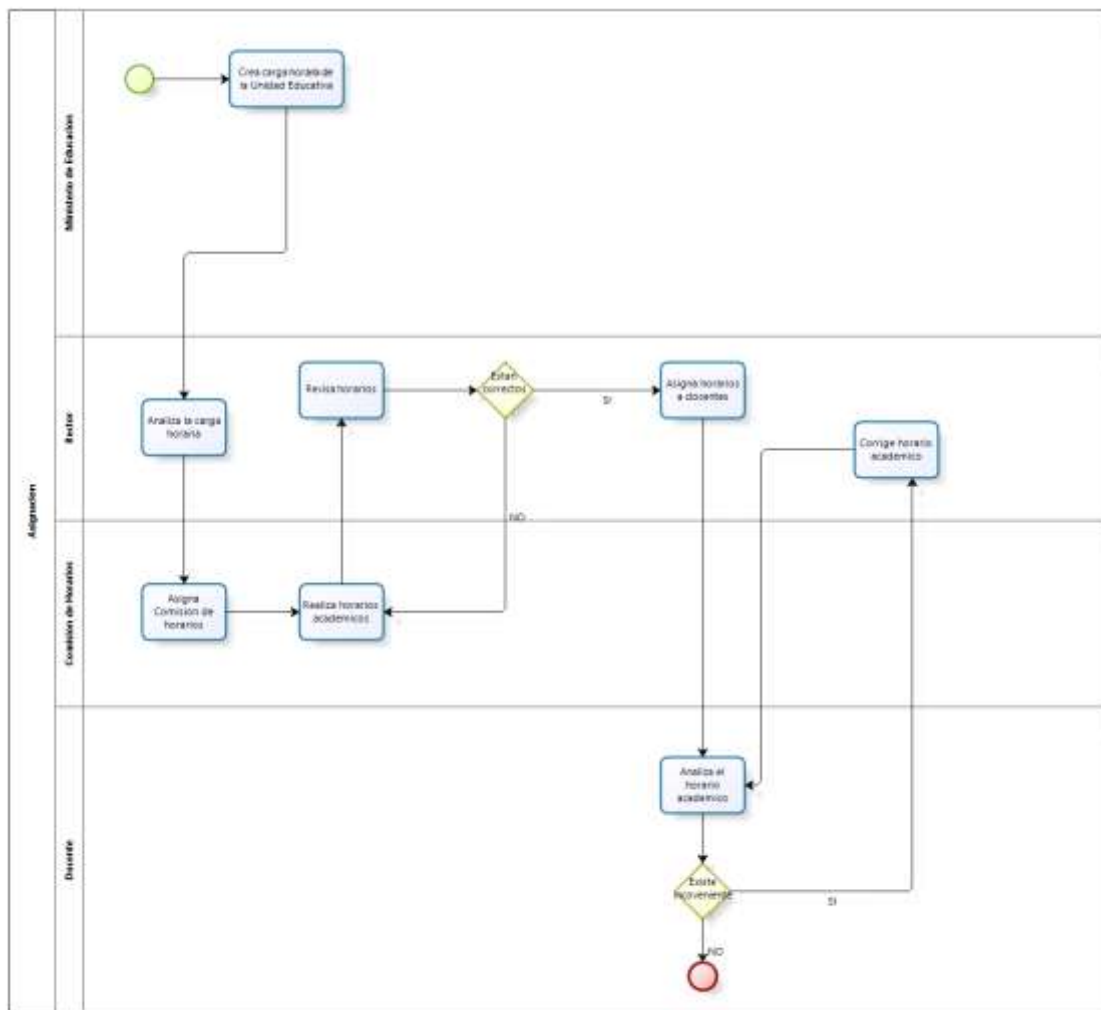 Asignacion
Ministerio de Educacion
Crea carga horaria de
la Unidad Educativa
Rector
Analiza la carga
horaria
Revisa horarios
Estan
correctos
SI
NO
Asigna horarios
a docentes
Corrige horario
academico
Comision de Horarios
Asigna
Comision de
horarios
Realiza horarios
academicos
Docente
Analiza el
horario
academico
Existe
incoveniente
SI
NO